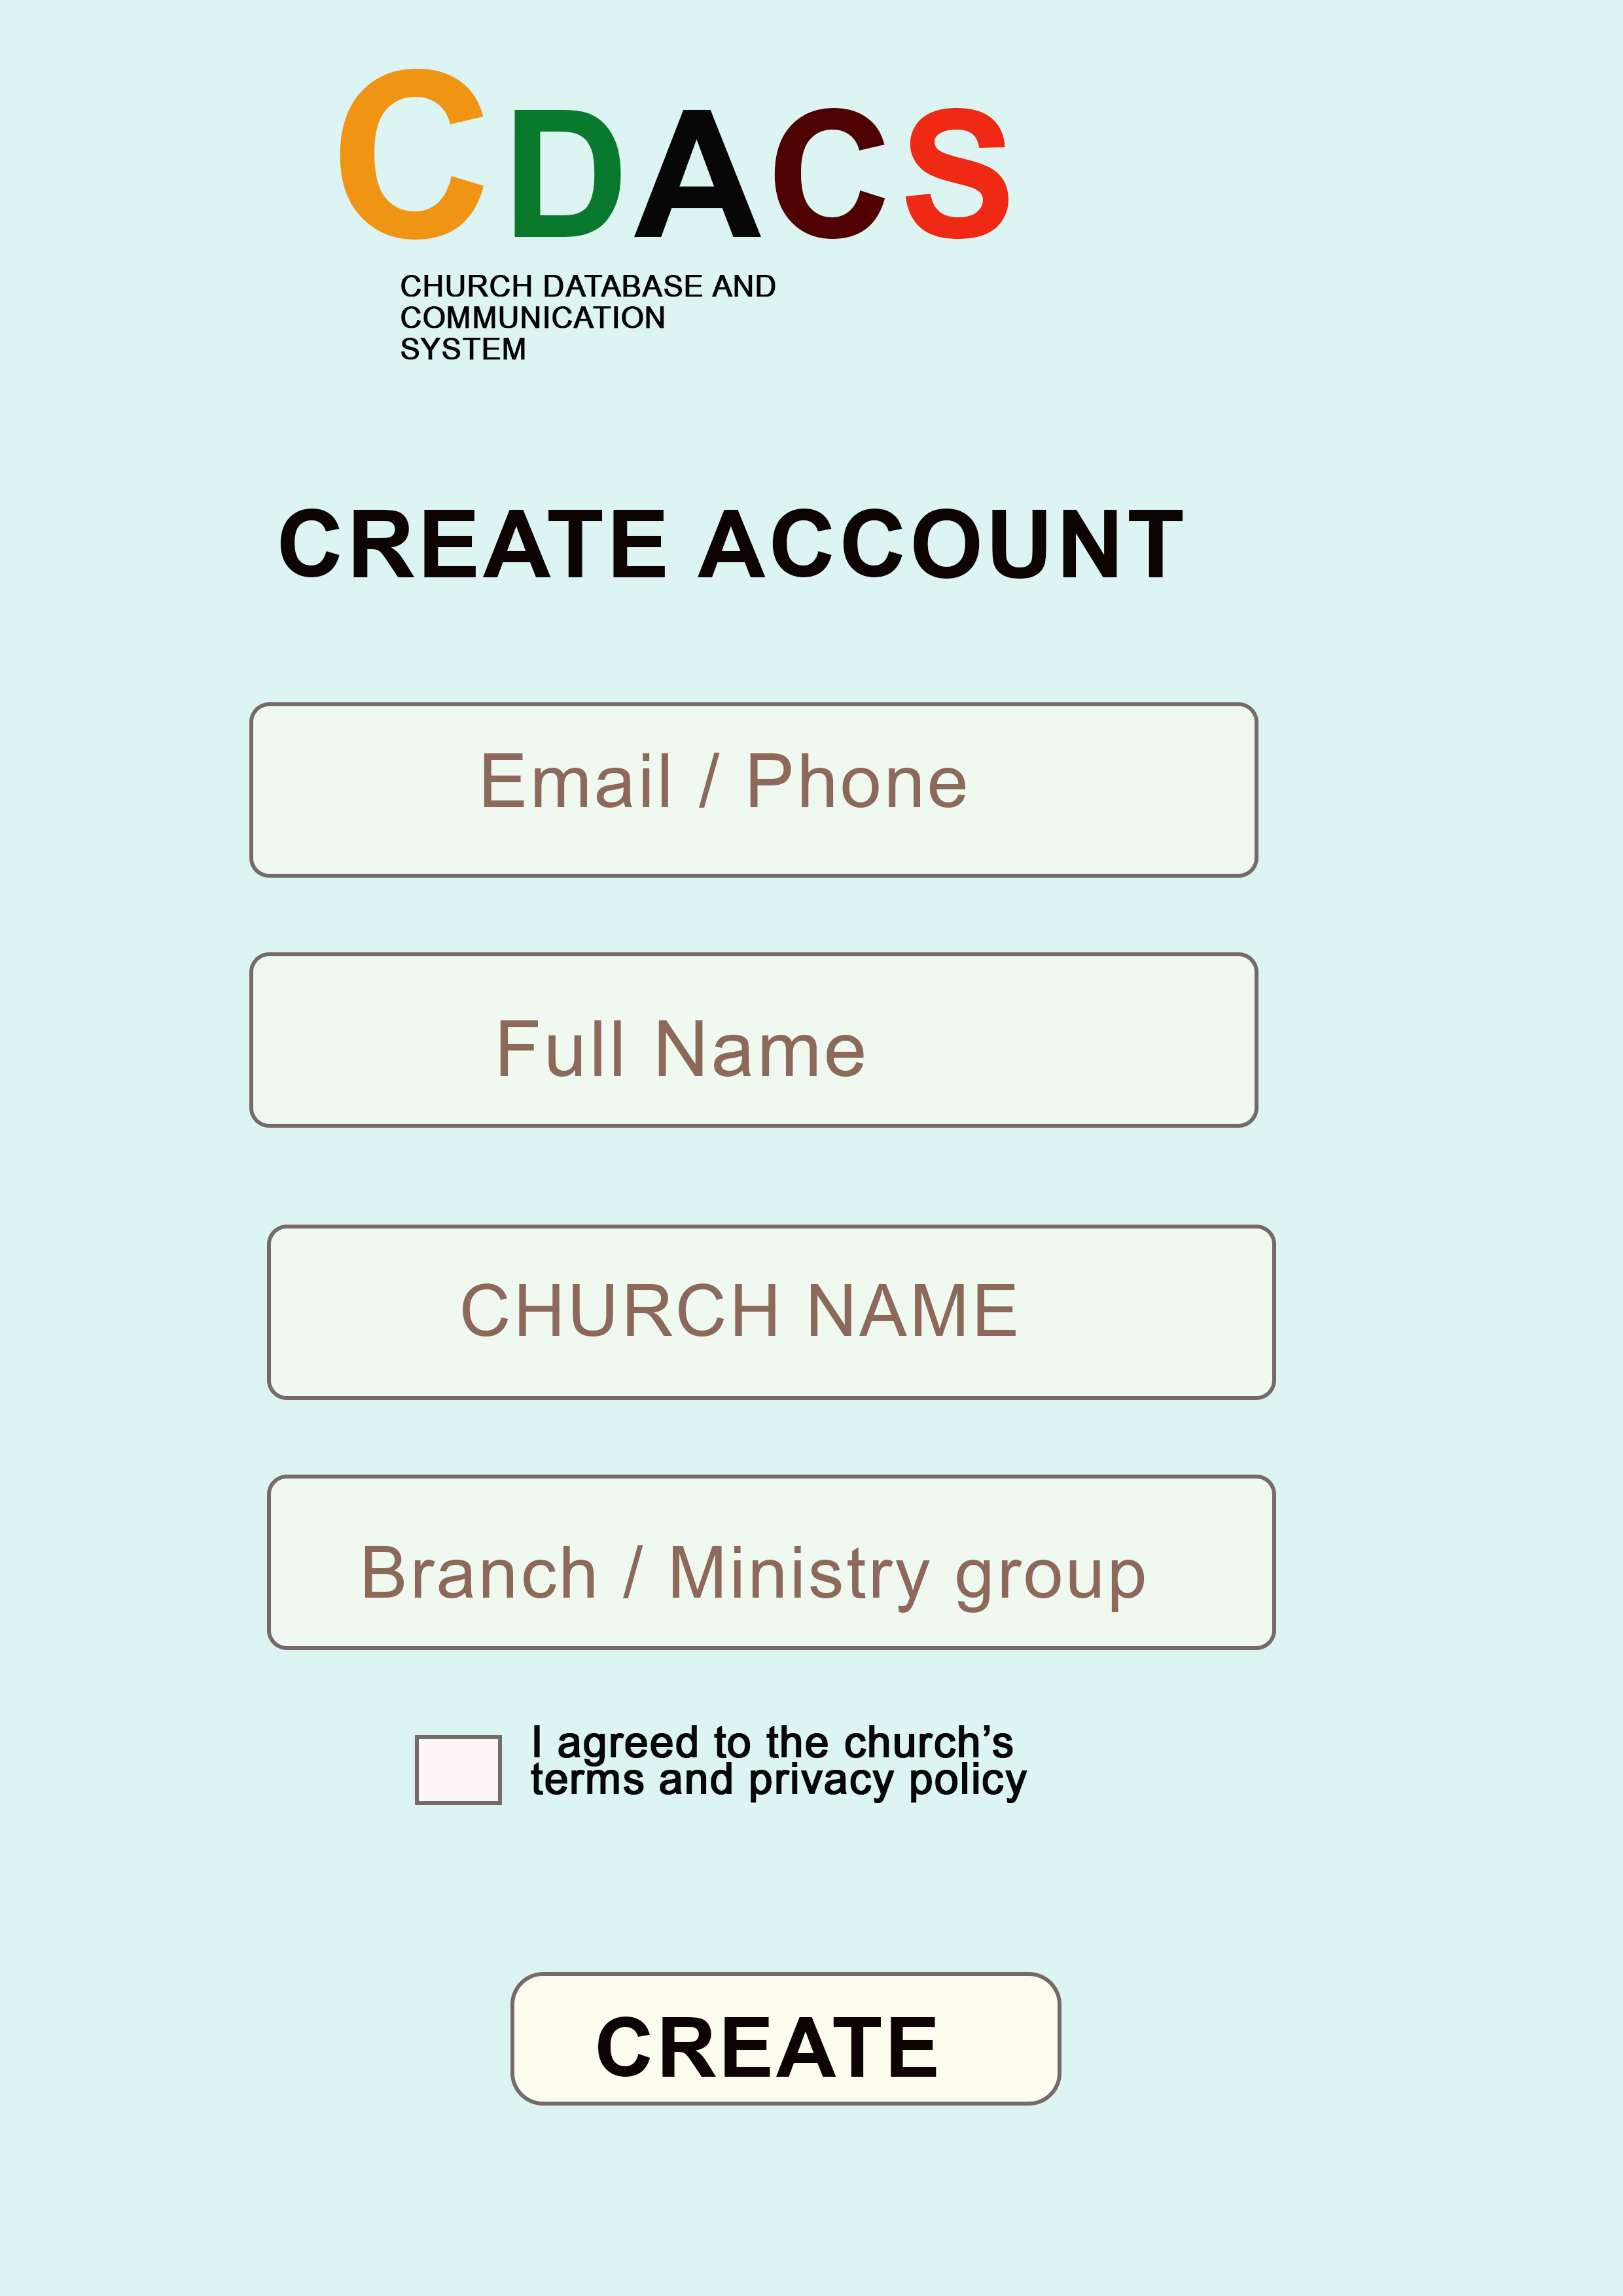 CDACS
CHURCH DATABASE AND
COMMUNICATION
SYSTEM
CREATE ACCOUNT
Email / Phone
Full Name
CHURCH NAME
Branch / Ministry group
I agreed to the church’s
terms and privacy policy
CREATE